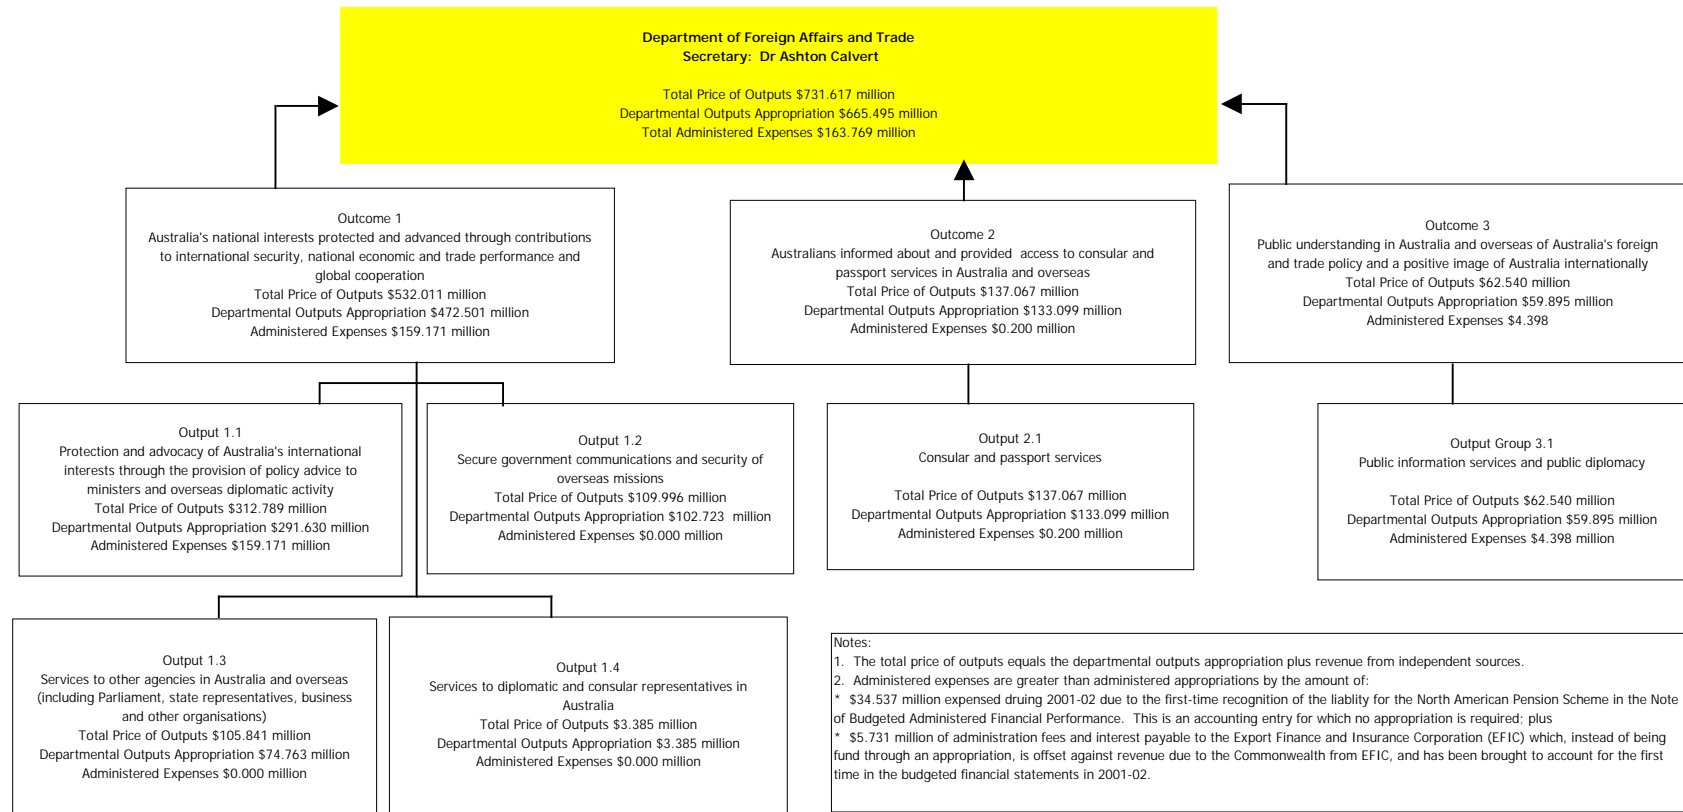 Department of Foreign Affairs and Trade
Secretary:  Dr Ashton Calvert
Total Price of Outputs $731.617 million
Departmental Outputs Appropriation $665.495 million
Total Administered Expenses $163.769 million
Outcome 1
Australia's national interests protected and advanced through contributions
to international security, national economic and trade performance and
global cooperation
Total Price of Outputs $532.011 million
Departmental Outputs Appropriation $472.501 million
Administered Expenses $159.171 million
Outcome 2
Australians informed about and provided  access to consular and
passport services in Australia and overseas
Total Price of Outputs $137.067 million
Departmental Outputs Appropriation $133.099 million
Administered Expenses $0.200 million
Outcome 3
Public understanding in Australia and overseas of Australia's foreign
and trade policy and a positive image of Australia internationally
Total Price of Outputs $62.540 million
Departmental Outputs Appropriation $59.895 million
Administered Expenses $4.398
Output 1.1
Protection and advocacy of Australia's international
interests through the provision of policy advice to
ministers and overseas diplomatic activity
Total Price of Outputs $312.789 million
Departmental Outputs Appropriation $291.630 million
Administered Expenses $159.171 million
Output 1.2
Secure government communications and security of
overseas missions
Total Price of Outputs $109.996 million
Departmental Outputs Appropriation $102.723  million
Administered Expenses $0.000 million
Output 2.1
Consular and passport services
Total Price of Outputs $137.067 million
Departmental Outputs Appropriation $133.099 million
Administered Expenses $0.200 million
Output Group 3.1
Public information services and public diplomacy
Total Price of Outputs $62.540 million
Departmental Outputs Appropriation $59.895 million
Administered Expenses $4.398 million
Output 1.3
Services to other agencies in Australia and overseas
(including Parliament, state representatives, business
and other organisations)
Total Price of Outputs $105.841 million
Departmental Outputs Appropriation $74.763 million
Administered Expenses $0.000 million
Output 1.4
Services to diplomatic and consular representatives in
Australia
Total Price of Outputs $3.385 million
Departmental Outputs Appropriation $3.385 million
Administered Expenses $0.000 million
Notes:
1.  The total price of outputs equals the departmental outputs appropriation plus revenue from independent sources.
2.  Administered expenses are greater than administered appropriations by the amount of:
*  $34.537 million expensed druing 2001-02 due to the first-time recognition of the liablity for the North American Pension Scheme in the Note
of Budgeted Administered Financial Performance.  This is an accounting entry for which no appropriation is required; plus
*  $5.731 million of administration fees and interest payable to the Export Finance and Insurance Corporation (EFIC) which, instead of being
fund through an appropriation, is offset against revenue due to the Commonwealth from EFIC, and has been brought to account for the first
time in the budgeted financial statements in 2001-02.